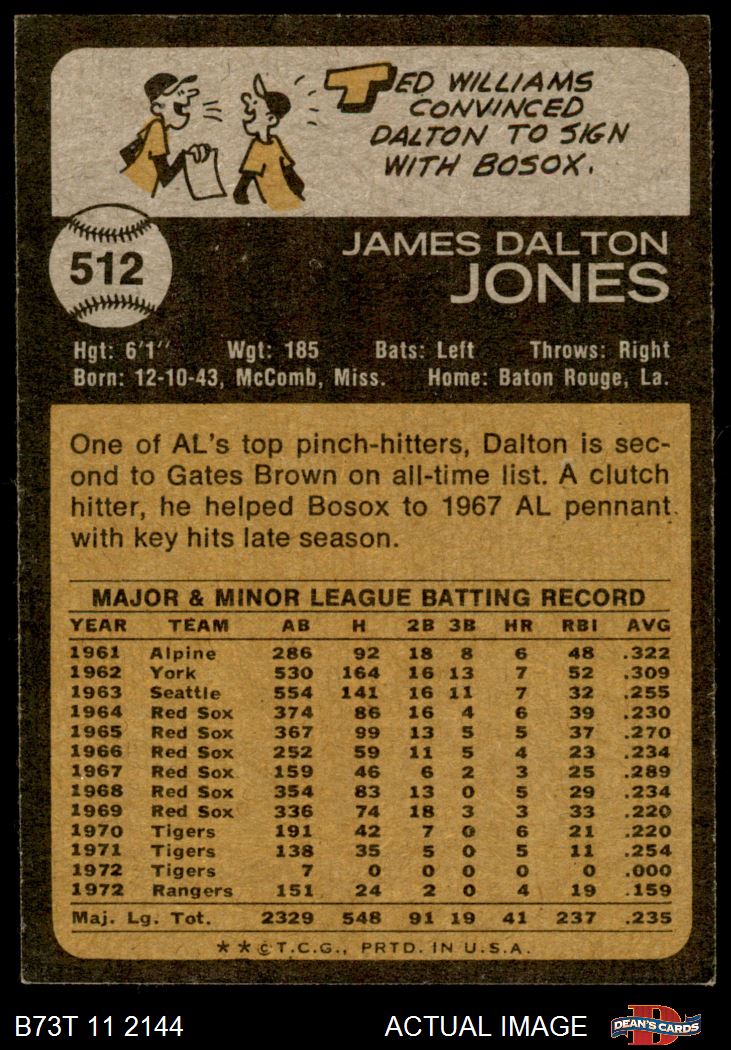 TED WILLIAMS
CONVINCED
DALTON TO SIGN
WITH BOSOX.
512
JAMES DALTON
JONES
Hgt: 6'1" Wgt: 185 Bats: Left Throws: Right
Born: 12-10-43, McComb, Miss. Home: Baton Rouge, La.
One of AL's top pinch-hitters, Dalton is sec-
ond to Gates Brown on all-time list. A clutch
hitter, he helped Bosox to 1967 AL pennant
with key hits late season.
MAJOR & MINOR LEAGUE BATTING RECORD
YEAR TEAM AB H 2B 3B HR RBI AVG
1961 Alpine 286 92 18 8 6 48 .322
1962 York 530 164 16 13 7 52 .309
1963 Seattle 554 141 16 11 7 32 .255
1964 Red Sox 374 86 16 4 6 39 .230
1965 Red Sox 367 99 13 5 5 37 .270
1966 Red Sox 252 59 11 5 4 23 .234
1967 Red Sox 159 46 6 2 3 25 .289
1968 Red Sox 354 83 13 0 5 29 .234
1969 Red Sox 336 74 18 3 3 33 .220
1970 Tigers 191 42 7 0 6 21 .220
1971 Tigers 138 35 5 0 5 11 .254
1972 Tigers 7 0 0 0 0 0 .000
1972 Rangers 151 24 2 0 4 19 .159
Maj. Lg. Tot. 2329 548 91 19 41 237 .235
**©T.C.G., PRTD. IN U.S.A.
B73T 11 2144 ACTUAL IMAGE D DEAN'S CARDS